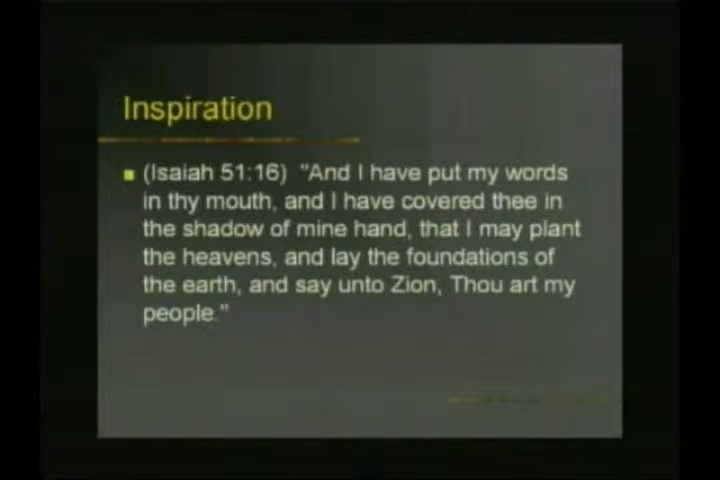 Inspiration
(Isaiah 51:16) "And I have put my words
in thy mouth, and I have covered thee in
the shadow of mine hand, that I may plant
the heavens, and lay the foundations of
the earth, and say unto Zion, Thou art my
people."